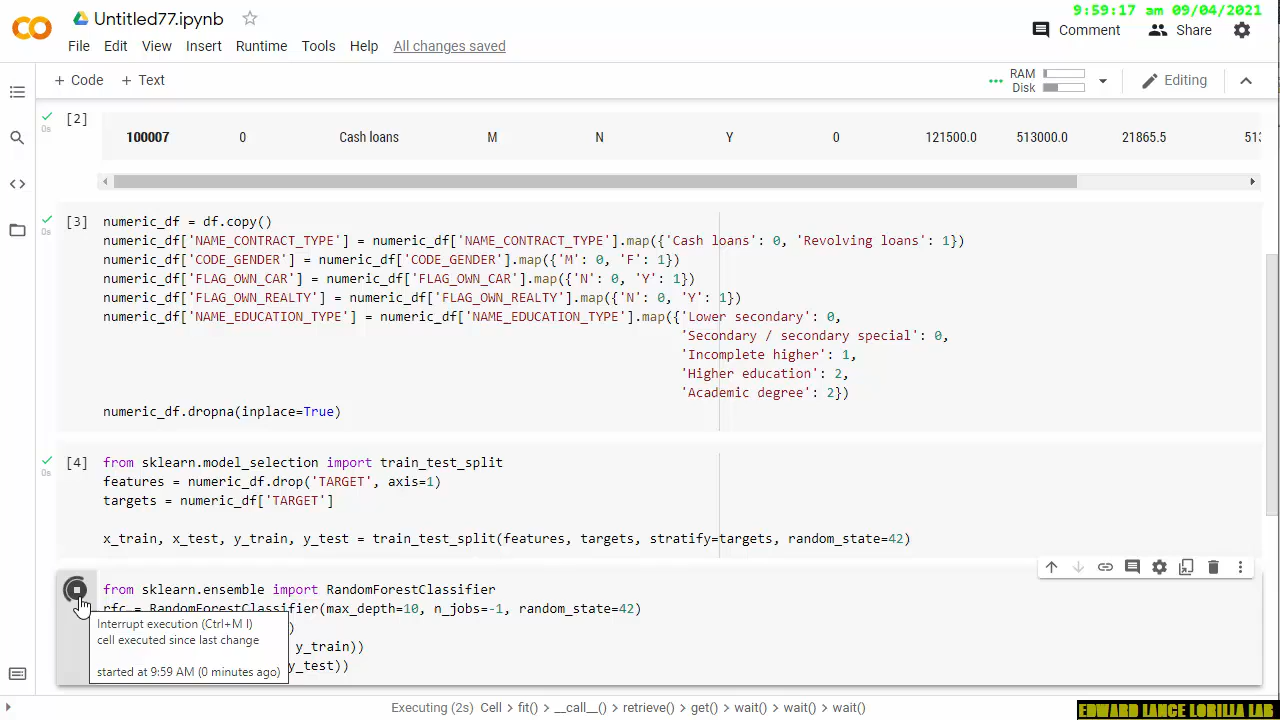 9:59:17 am 09/04/2021
Untitled77.ipynb
Comment
Share
File Edit View Insert Runtime Tools Help All changes saved
+ Code + Text
RAM
Disk
Editing
[2]
100007 0 Cash loans M N Y 0 121500.0 513000.0 21865.5 513
0s
[3] numeric_df = df.copy()
0s
numeric_df['NAME_CONTRACT_TYPE'] = numeric_df['NAME_CONTRACT_TYPE'].map({'Cash loans': 0, 'Revolving loans': 1})
numeric_df['CODE_GENDER'] = numeric_df['CODE_GENDER'].map({'M': 0, 'F': 1})
numeric_df['FLAG_OWN_CAR'] = numeric_df['FLAG_OWN_CAR'].map({'N': 0, 'Y': 1})
numeric_df['FLAG_OWN_REALTY'] = numeric_df['FLAG_OWN_REALTY'].map({'N': 0, 'Y': 1})
numeric_df['NAME_EDUCATION_TYPE'] = numeric_df['NAME_EDUCATION_TYPE'].map({'Lower secondary': 0,
'Secondary / secondary special': 0,
'Incomplete higher': 1,
'Higher education': 2,
'Academic degree': 2})
numeric_df.dropna(inplace=True)
[4] from sklearn.model_selection import train_test_split
0s
features = numeric_df.drop('TARGET', axis=1)
targets = numeric_df['TARGET']
x_train, x_test, y_train, y_test = train_test_split(features, targets, stratify=targets, random_state=42)
from sklearn.ensemble import RandomForestClassifier
rfc = RandomForestClassifier(max_depth=10, n_jobs=-1, random_state=42)
Interrupt execution (Ctrl+M I) )
cell executed since last change y_train))
started at 9:59 AM (0 minutes ago) y_test))
Executing (2s) Cell > fit() > __call__() > retrieve() > get() > wait() > wait() > wait()
EDWARD LANCE LORILLA LAB